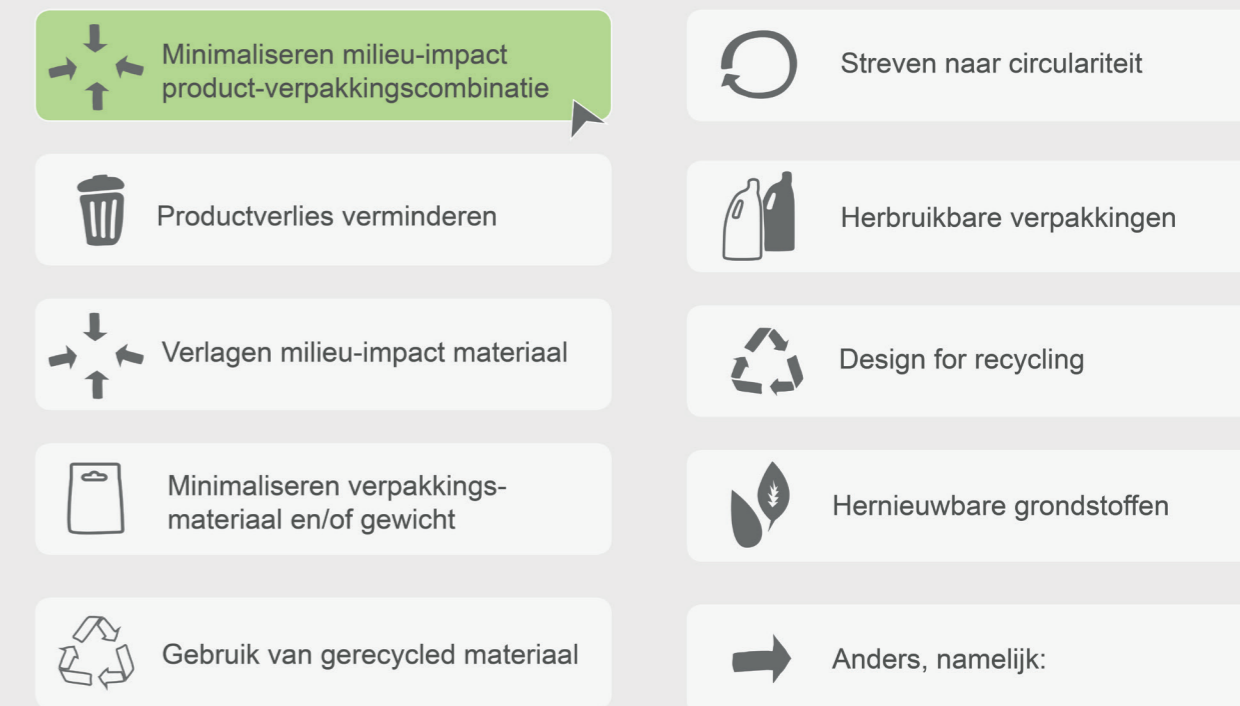 Minimaliseren milieu-impact
product-verpakkingscombinatie
Productverlies verminderen
Verlagen milieu-impact materiaal
Minimaliseren verpakkings-
materiaal en/of gewicht
Gebruik van gerecycled materiaal
Streven naar circulariteit
Herbruikbare verpakkingen
Design for recycling
Hernieuwbare grondstoffen
Anders, namelijk: